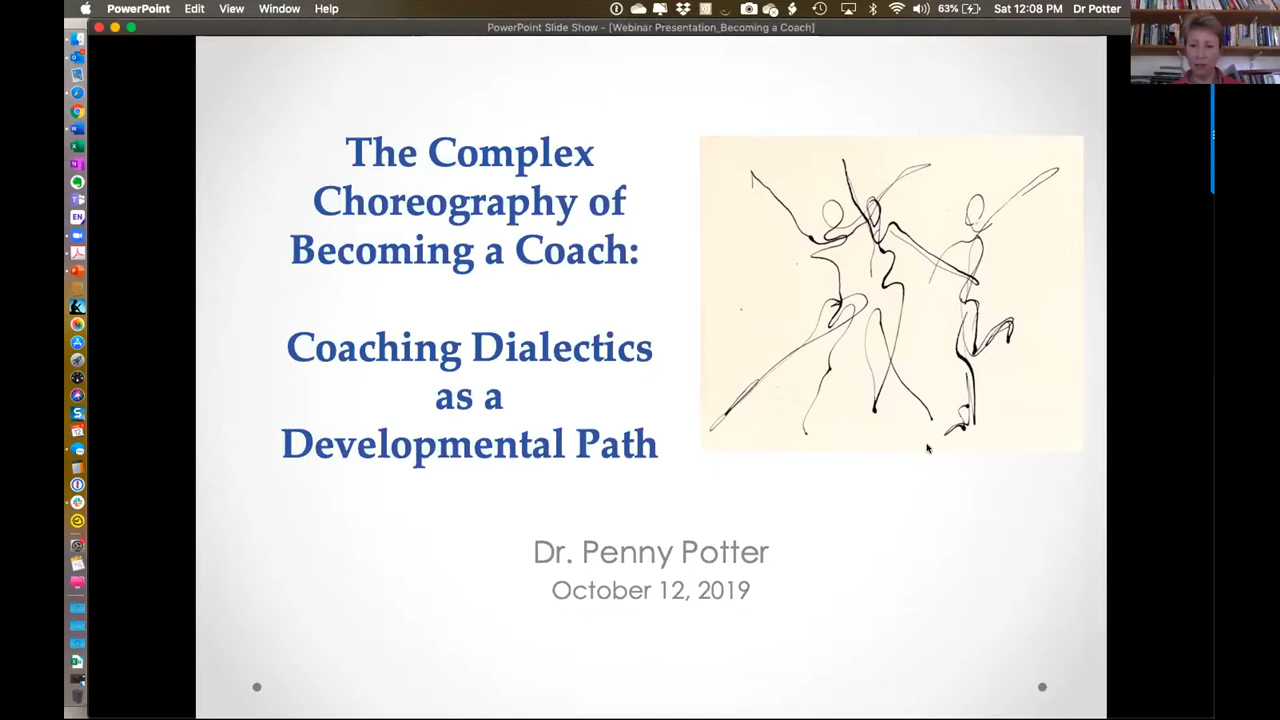 PowerPoint File Edit View Window Help
63% Sat 12:08 PM Dr Potter
PowerPoint Slide Show - [Webinar Presentation_Becoming a Coach]
The Complex
Choreography of
Becoming a Coach:
Coaching Dialectics
as a
Developmental Path
Dr. Penny Potter
October 12, 2019